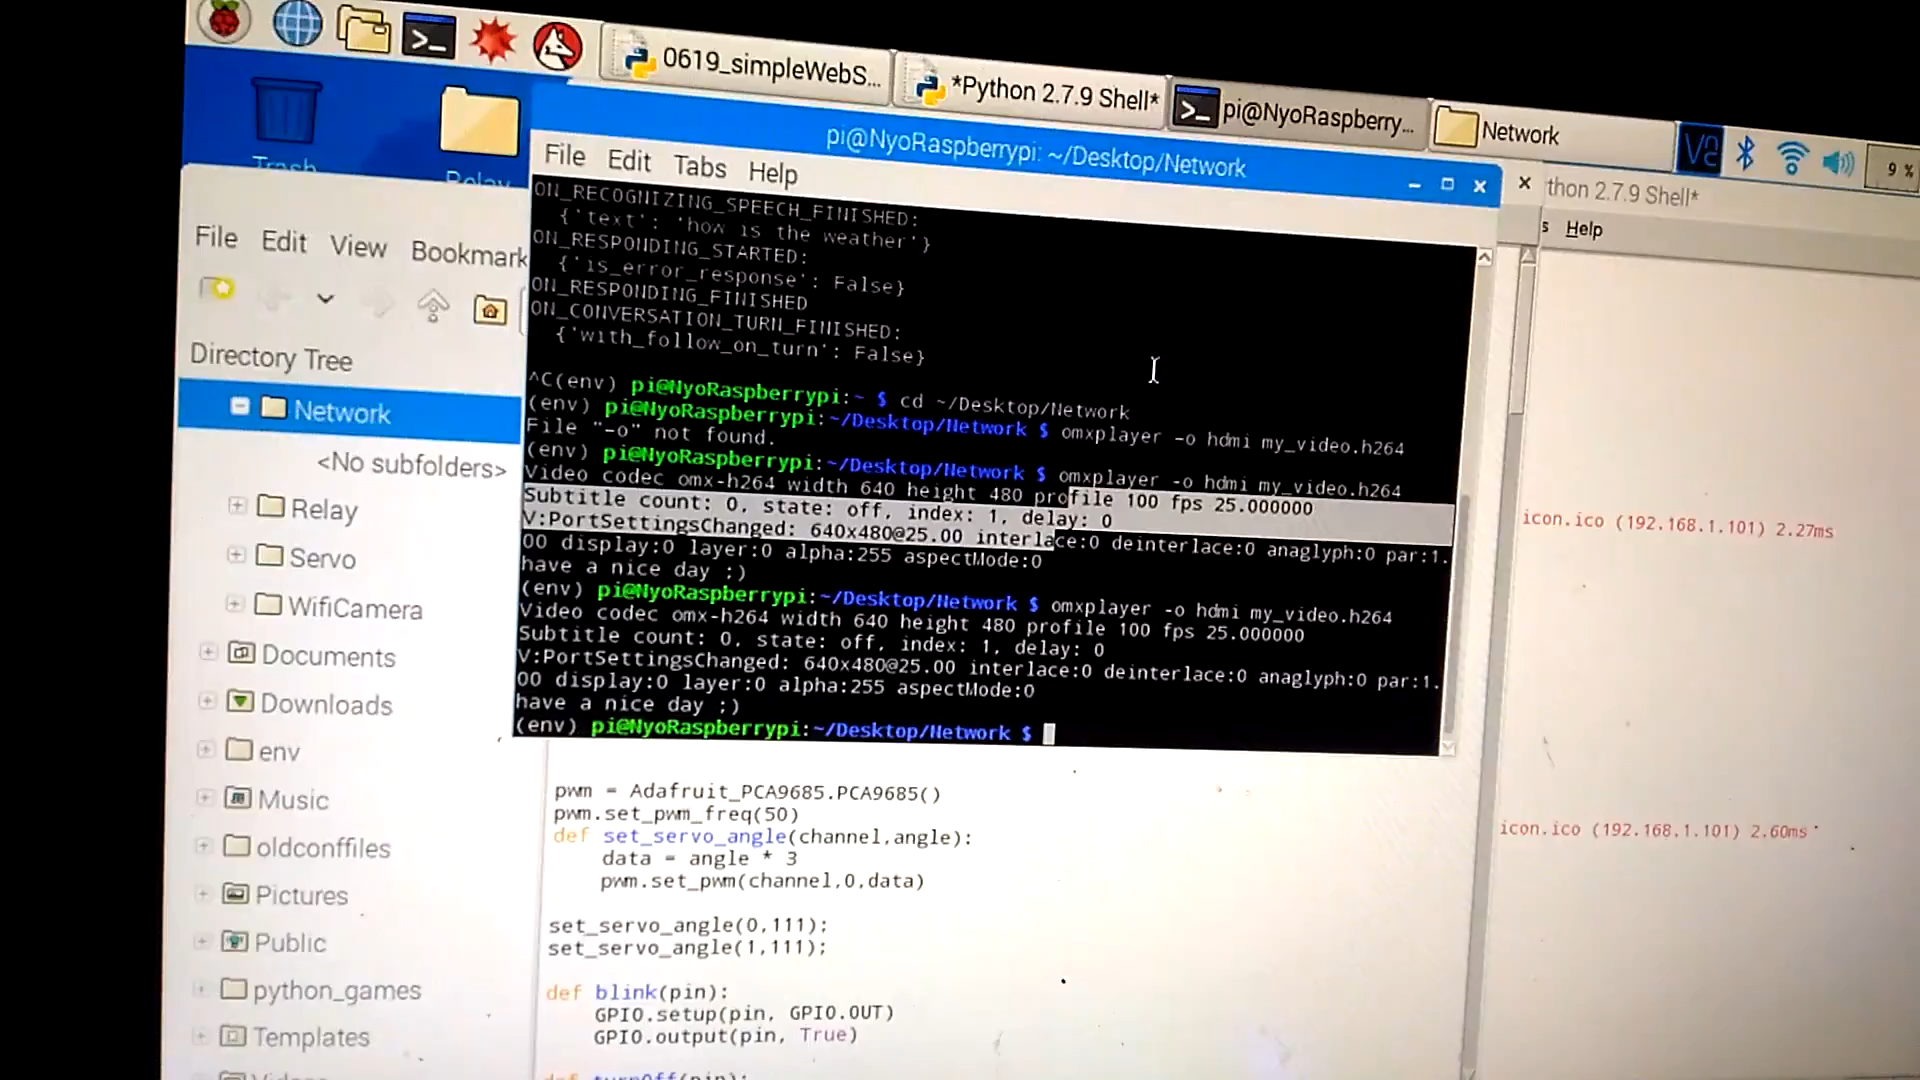 0619_simpleWebS...
*Python 2.7.9 Shell*
pi@NyoRaspberry...
Network
9 %
Trash
Relay
pi@NyoRaspberrypi: ~/Desktop/Network
File Edit Tabs Help
ON_RECOGNIZING_SPEECH_FINISHED:
{'text': 'how is the weather'}
ON_RESPONDING_STARTED:
{'is_error_response': False}
ON_RESPONDING_FINISHED
ON_CONVERSATION_TURN_FINISHED:
{'with_follow_on_turn': False}
^C(env) pi@NyoRaspberrypi:~ $ cd ~/Desktop/Network
(env) pi@NyoRaspberrypi:~/Desktop/Network $ omxplayer -o hdmi my_video.h264
File "-o" not found.
(env) pi@NyoRaspberrypi:~/Desktop/Network $ omxplayer -o hdmi my_video.h264
Video codec omx-h264 width 640 height 480 profile 100 fps 25.000000
Subtitle count: 0, state: off, index: 1, delay: 0
V:PortSettingsChanged: 640x480@25.00 interlace:0 deinterlace:0 anaglyph:0 par:1.
00 display:0 layer:0 alpha:255 aspectMode:0
have a nice day ;)
(env) pi@NyoRaspberrypi:~/Desktop/Network $ omxplayer -o hdmi my_video.h264
Video codec omx-h264 width 640 height 480 profile 100 fps 25.000000
Subtitle count: 0, state: off, index: 1, delay: 0
V:PortSettingsChanged: 640x480@25.00 interlace:0 deinterlace:0 anaglyph:0 par:1.
00 display:0 layer:0 alpha:255 aspectMode:0
have a nice day ;)
(env) pi@NyoRaspberrypi:~/Desktop/Network $
File Edit View Bookmark
Directory Tree
Network
<No subfolders>
Relay
Servo
WifiCamera
Documents
Downloads
env
Music
oldconffiles
Pictures
Public
python_games
Templates
pwm = Adafruit_PCA9685.PCA9685()
pwm.set_pwm_freq(50)
def set_servo_angle(channel,angle):
data = angle * 3
pwm.set_pwm(channel,0,data)
set_servo_angle(0,111);
set_servo_angle(1,111);
def blink(pin):
GPIO.setup(pin, GPIO.OUT)
GPIO.output(pin, True)
def turnOff(pin):
thon 2.7.9 Shell*
s Help
icon.ico (192.168.1.101) 2.27ms
icon.ico (192.168.1.101) 2.60ms